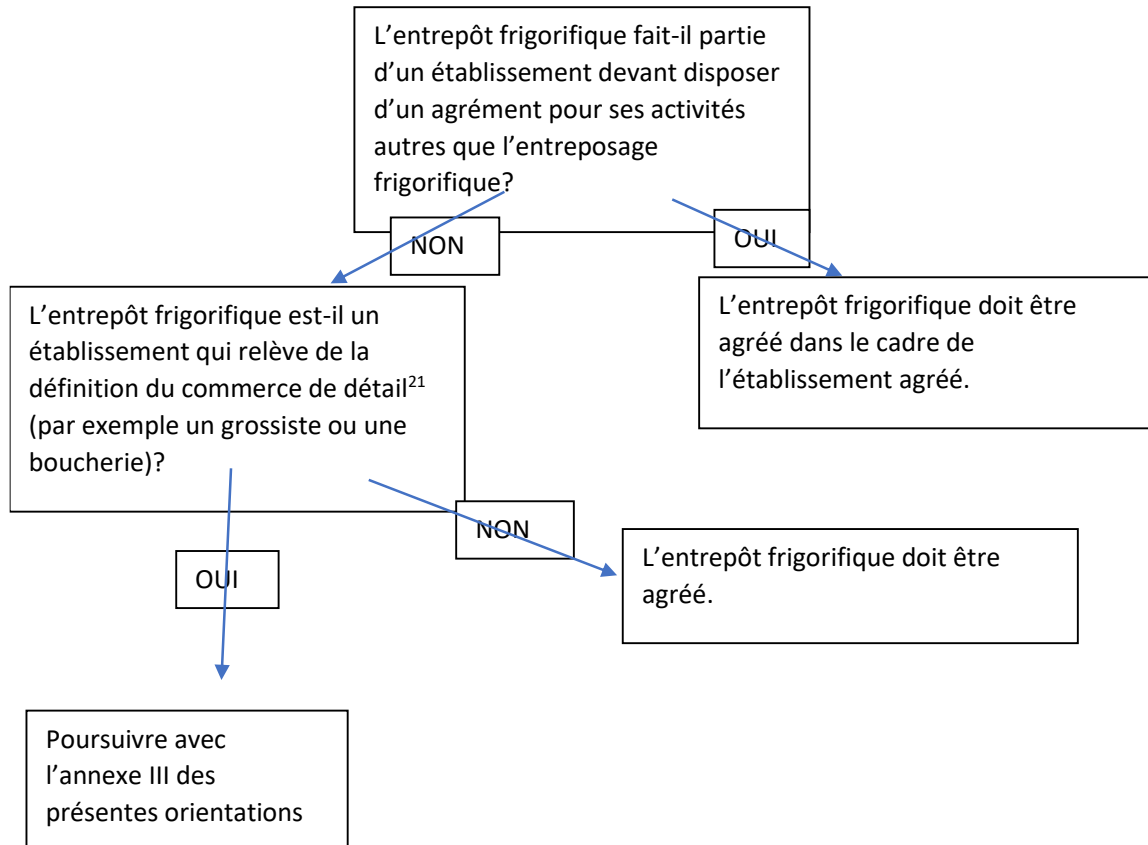 L’entrepôt frigorifique fait-il partie
d’un établissement devant disposer
d’un agrément pour ses activités
autres que l’entreposage
frigorifique?
NON
OUI
L’entrepôt frigorifique est-il un
établissement qui relève de la
définition du commerce de détail21
(par exemple un grossiste ou une
boucherie)?
L’entrepôt frigorifique doit être
agréé dans le cadre de
l’établissement agréé.
NON
OUI
L’entrepôt frigorifique doit être
agréé.
Poursuivre avec
l’annexe III des
présentes orientations